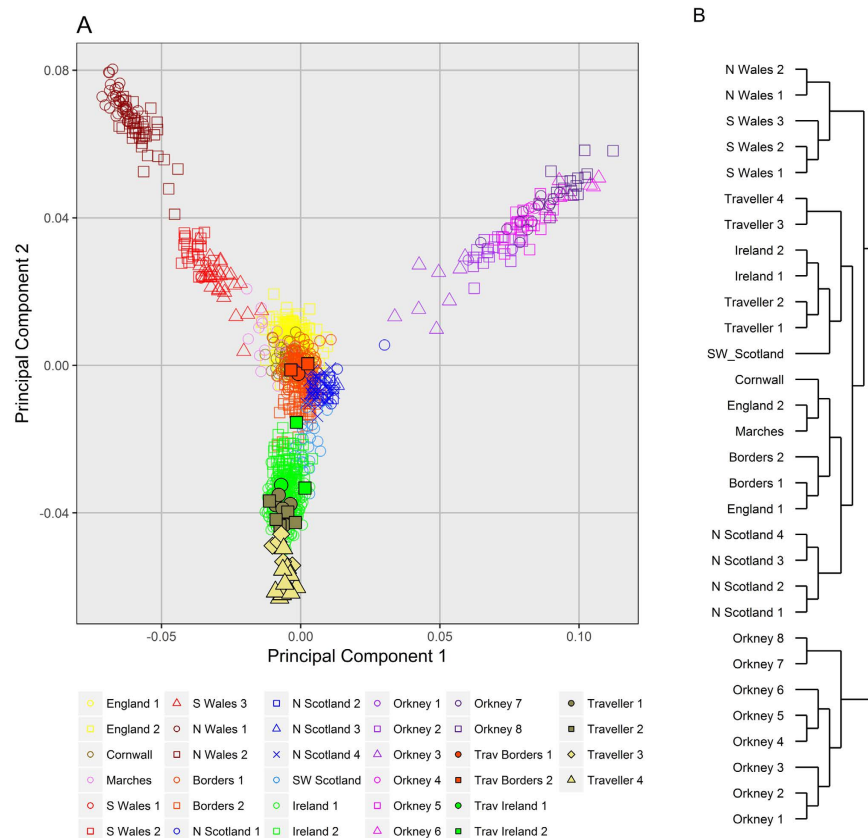 A
B
0.08
0.04
0.00
-0.04
Principal Component 2
-0.05
0.00
0.05
0.10
Principal Component 1
England 1
England 2
Cornwall
Marches
S Wales 1
S Wales 2
S Wales 3
N Wales 1
N Wales 2
Borders 1
Borders 2
N Scotland 1
N Scotland 2
N Scotland 3
N Scotland 4
SW Scotland
Ireland 1
Ireland 2
Orkney 1
Orkney 2
Orkney 3
Orkney 4
Orkney 5
Orkney 6
Orkney 7
Orkney 8
Trav Borders 1
Trav Borders 2
Trav Ireland 1
Trav Ireland 2
Traveller 1
Traveller 2
Traveller 3
Traveller 4
N Wales 2
N Wales 1
S Wales 3
S Wales 2
S Wales 1
Traveller 4
Traveller 3
Ireland 2
Ireland 1
Traveller 2
Traveller 1
SW_Scotland
Cornwall
England 2
Marches
Borders 2
Borders 1
England 1
N Scotland 4
N Scotland 3
N Scotland 2
N Scotland 1
Orkney 8
Orkney 7
Orkney 6
Orkney 5
Orkney 4
Orkney 3
Orkney 2
Orkney 1